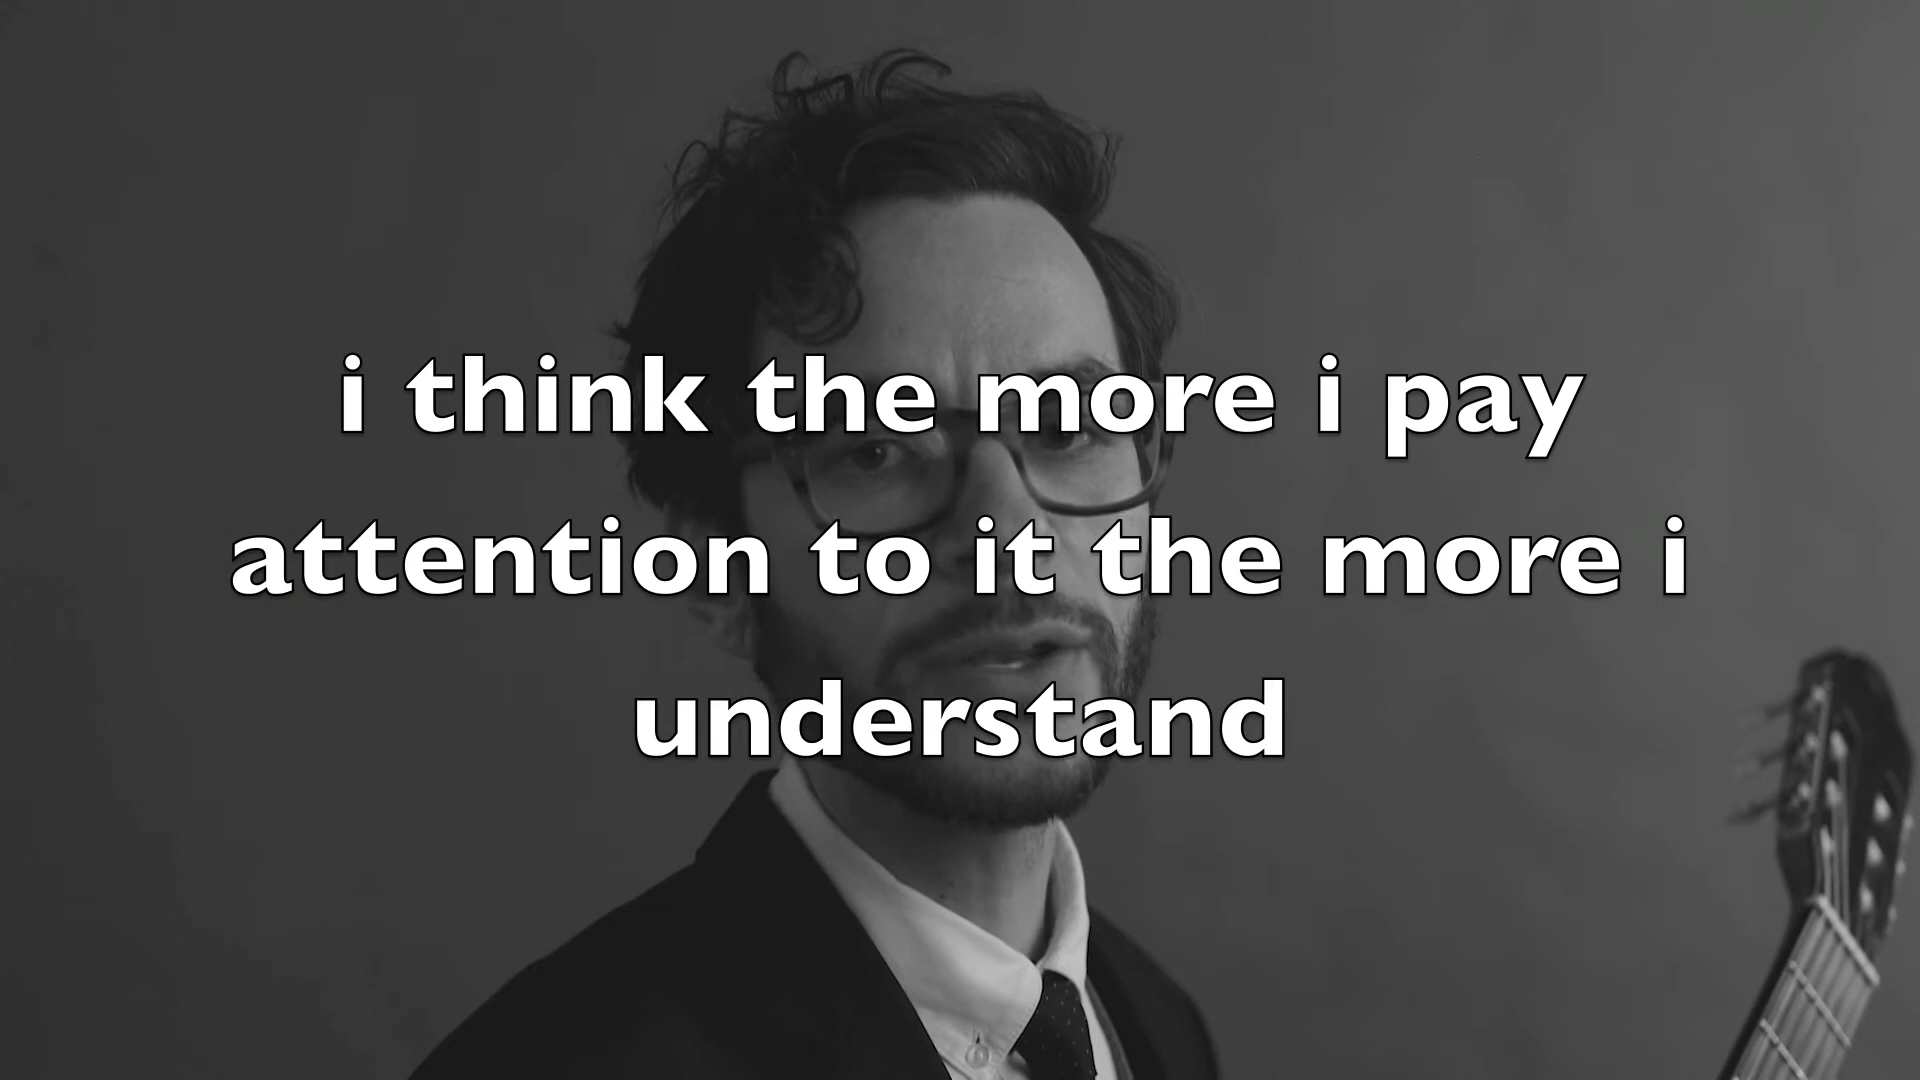 i think the more i pay
attention to it the more i
understand